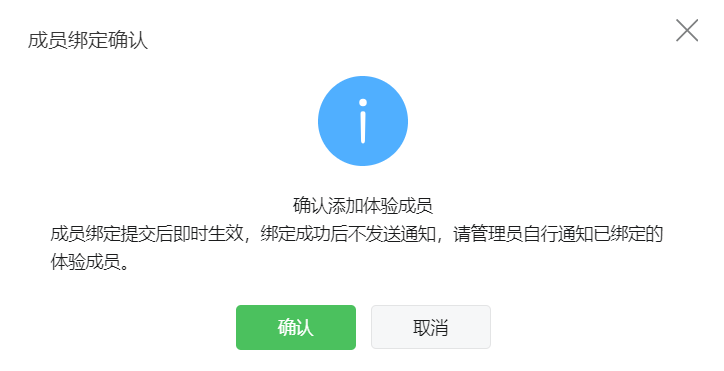 成员绑定确认
确认添加体验成员
成员绑定提交后即时生效，绑定成功后不发送通知，请管理员自行通知已绑定的
体验成员。
确认 取消